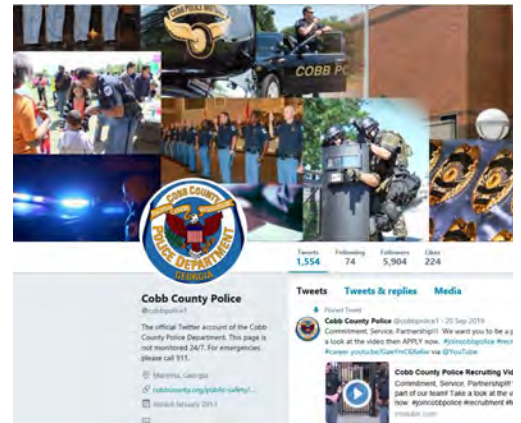 COBB POLICE
COBB PO
COBB COUNTY
POLICE DEPARTMENT
GEORGIA
Tweets Following Followers Likes
1,554 74 5,904 224
Cobb County Police
@cobbpolice1
The official Twitter account of the Cobb
County Police Department. This page is
not monitored 24/7. For emergencies
please call 911.
Marietta, Georgia
cobbcounty.org/public-safety/...
Joined January 2013
Tweets Tweets & replies Media
Pinned Tweet
Cobb County Police @cobbpolice1 · 20 Sep 2019
Commitment, Service, Partnership!!! We want you to be a p
a look at the video then APPLY now. #joincobbpolice #recr
#career via @YouTube
Cobb County Police Recruiting Vid
Commitment, Service, Partnership!!!
part of our team! Take a look at the vi
now. #joincobbpolice #recruitment #
youtube.com